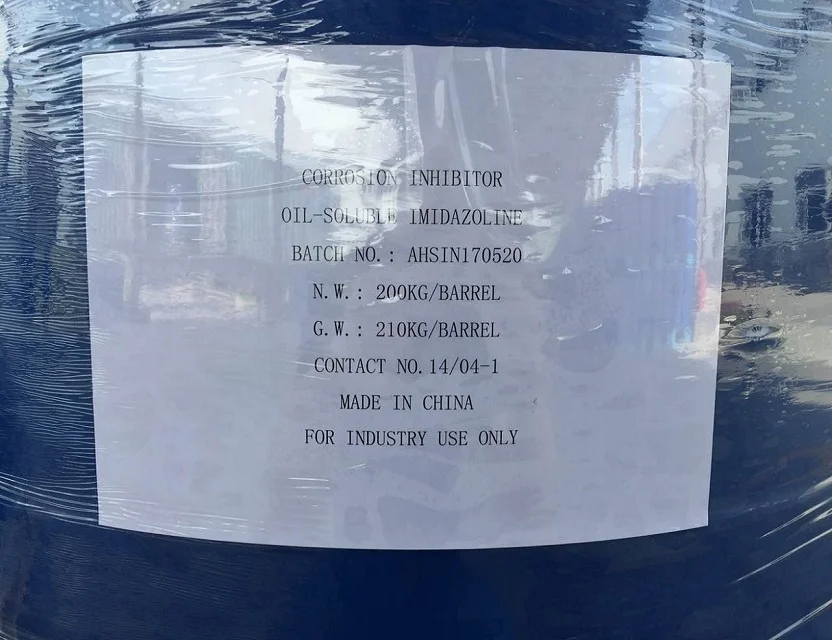 CORROSION INHIBITOR
OIL-SOLUBLE IMIDAZOLINE
BATCH NO.: AHSIN170520
N.W.: 200KG/BARREL
G.W.: 210KG/BARREL
CONTACT NO.14/04-1
MADE IN CHINA
FOR INDUSTRY USE ONLY